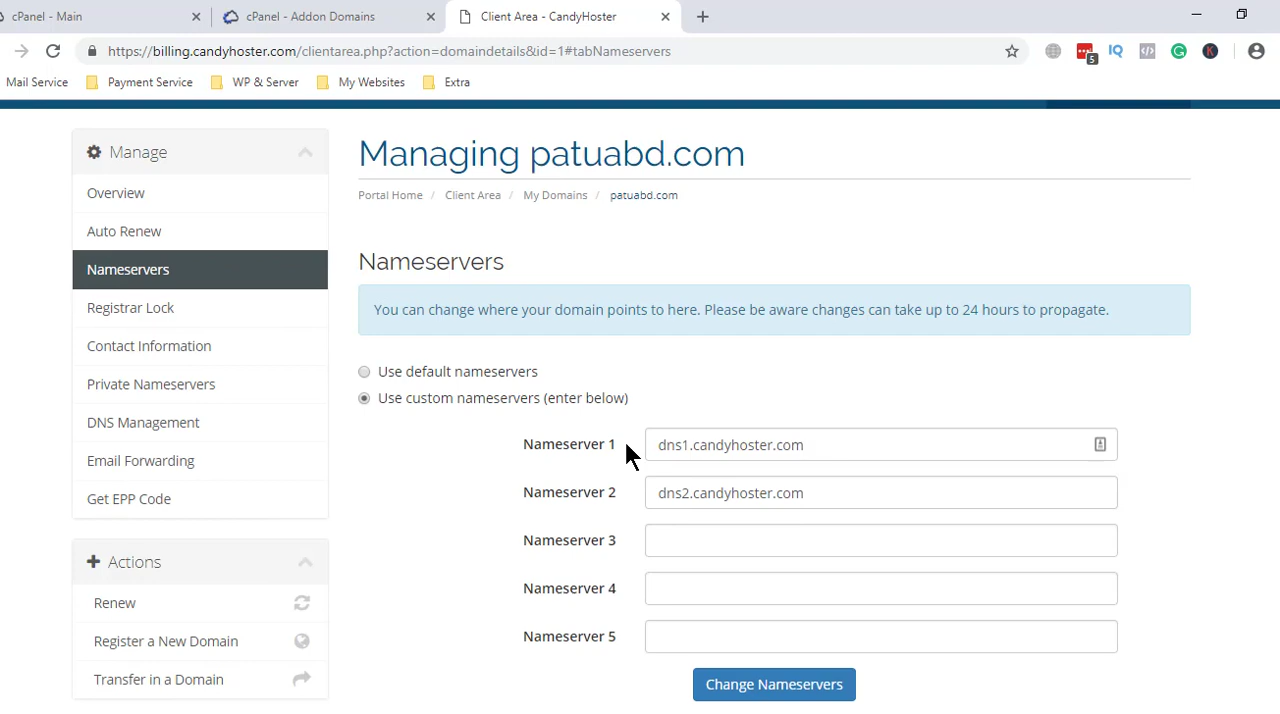 cPanel - Main
cPanel - Addon Domains
Client Area - CandyHoster
https://billing.candyhoster.com/clientarea.php?action=domaindetails&id=1#tabNameservers
5
IQ
K
Mail Service
Payment Service
WP & Server
My Websites
Extra
Manage
Overview
Auto Renew
Nameservers
Registrar Lock
Contact Information
Private Nameservers
DNS Management
Email Forwarding
Get EPP Code
Actions
Renew
Register a New Domain
Transfer in a Domain
Managing patuabd.com
Portal Home / Client Area / My Domains / patuabd.com
Nameservers
You can change where your domain points to here. Please be aware changes can take up to 24 hours to propagate.
Use default nameservers
Use custom nameservers (enter below)
Nameserver 1 dns1.candyhoster.com
Nameserver 2 dns2.candyhoster.com
Nameserver 3
Nameserver 4
Nameserver 5
Change Nameservers